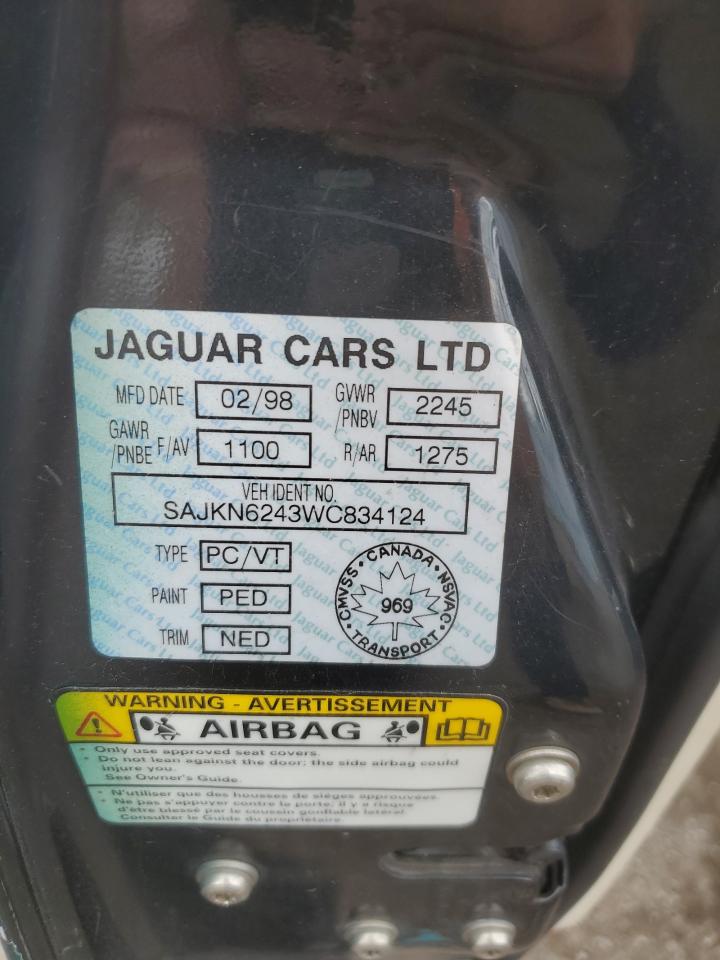 JAGUAR CARS LTD
MFD DATE 02/98 GVWR /PNBV 2245
GAWR /PNBE F/AV 1100 R/AR 1275
VEH IDENT NO.
SAJKN6243WC834124
TYPE PC/VT
PAINT PED
TRIM NED
CMVSS · CANADA · NSVAC · TRANSPORT ·
969
WARNING - AVERTISSEMENT
AIRBAG
• Only use approved seat covers.
• Do not lean against the door; the side airbag could
injure you.
See Owner's Guide.
• N'utiliser que des housses de sièges approuvées.
• Ne pas s'appuyer contre la porte; il y a risque
d'être blessé par le coussin gonflable latéral.
Consulter le Guide du propriétaire.